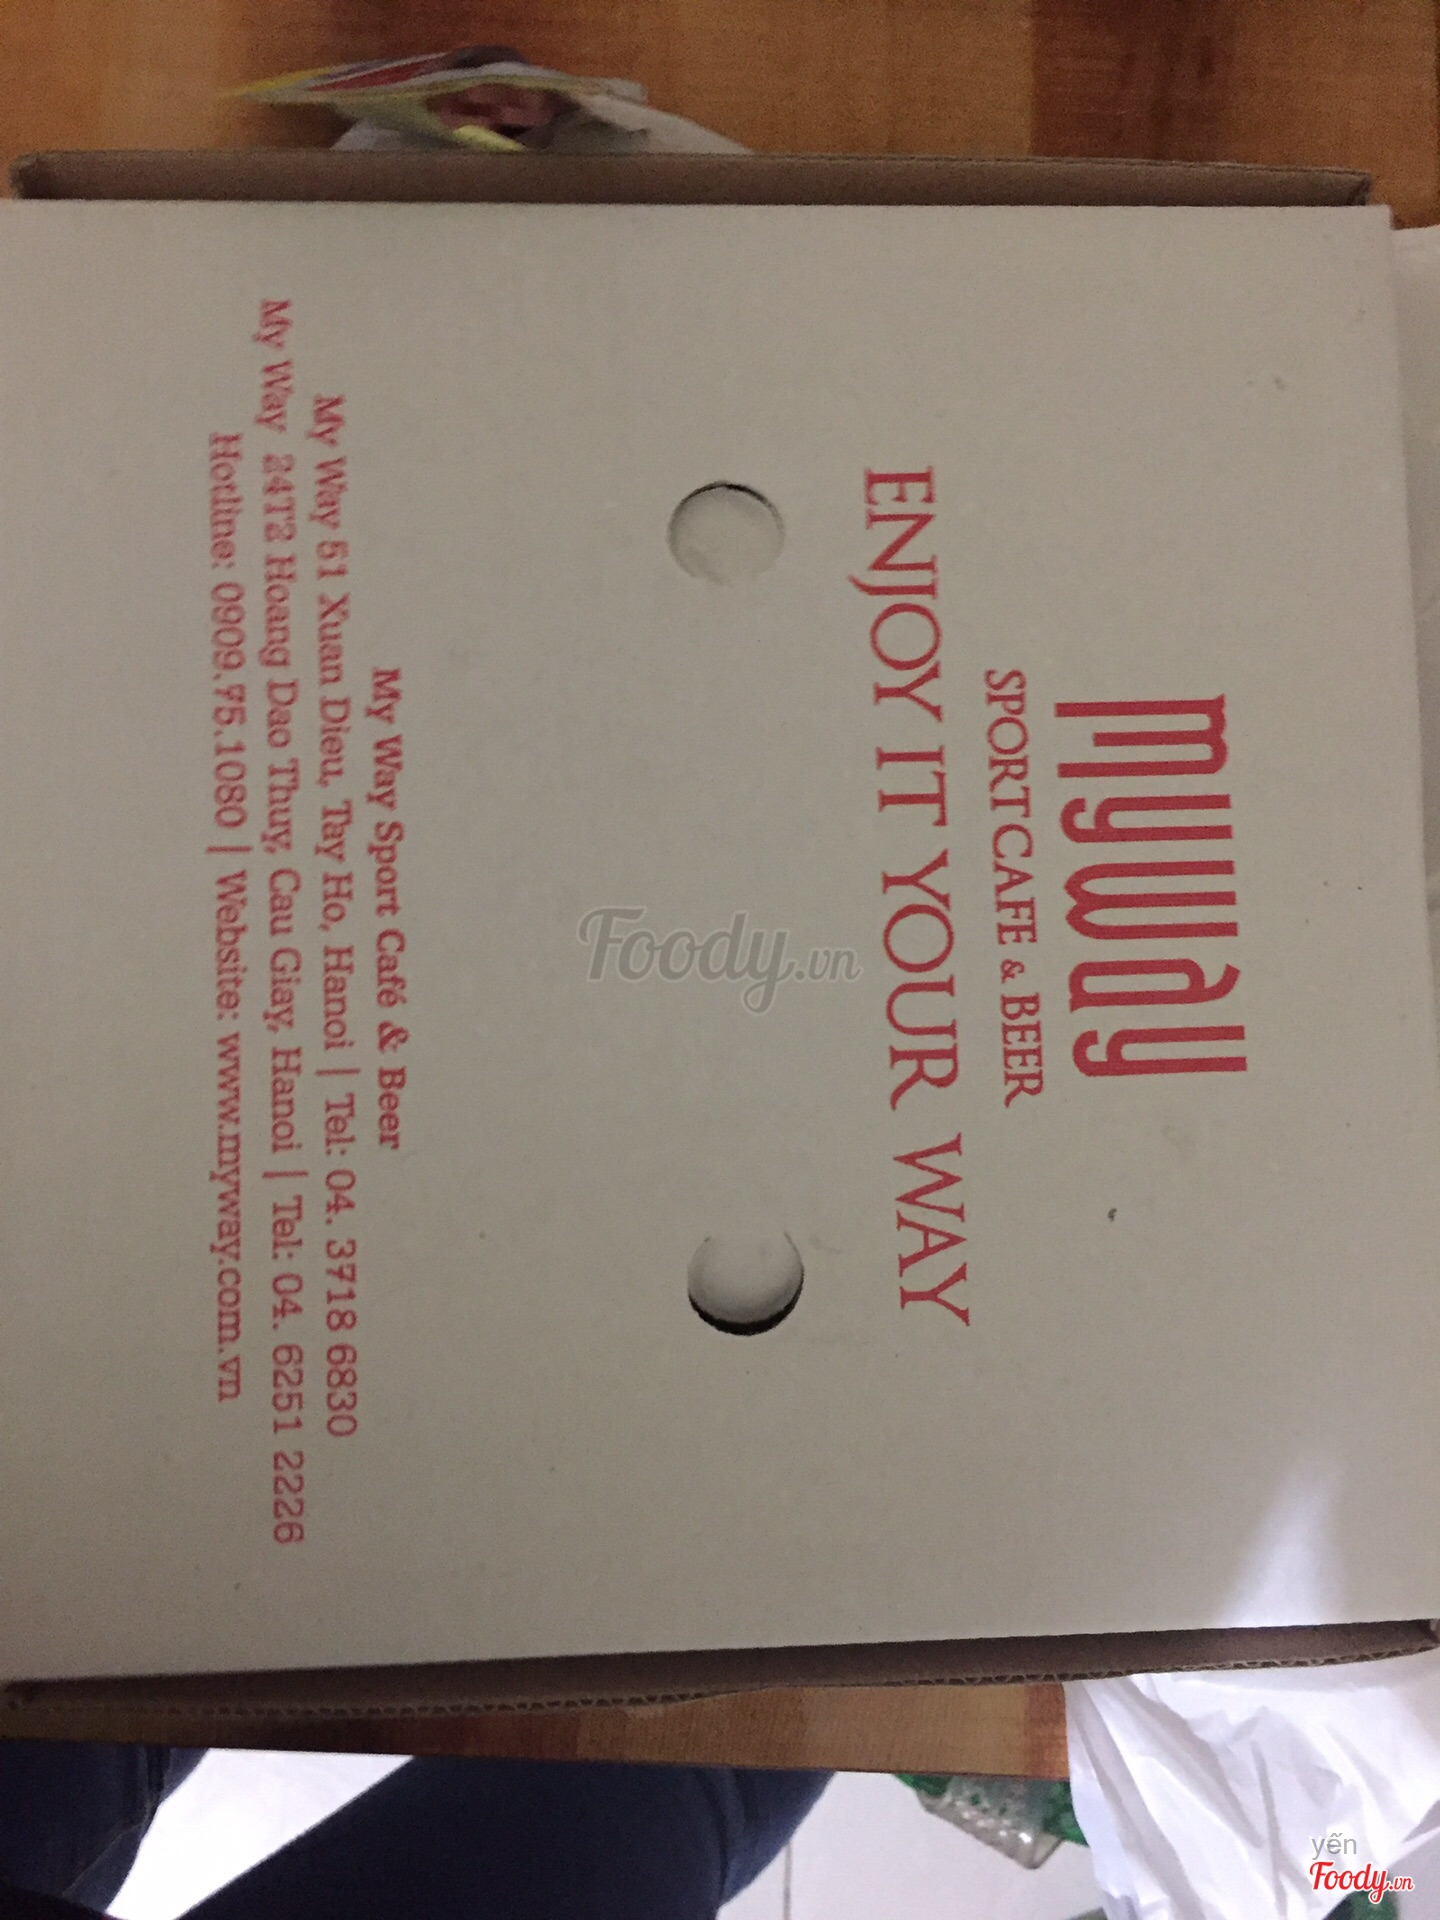 myway
SPORT CAFE & BEER
ENJOY IT YOUR WAY
My Way Sport Café & Beer
My Way 51 Xuan Dieu, Tay Ho, Hanoi | Tel: 04. 3718 6830
My Way 24T2 Hoang Dao Thuy, Cau Giay, Hanoi | Tel: 04. 6251 2226
Hotline: 0909.75.1080 | Website: www.myway.com.vn
Foody.vn
yến
Foody.vn